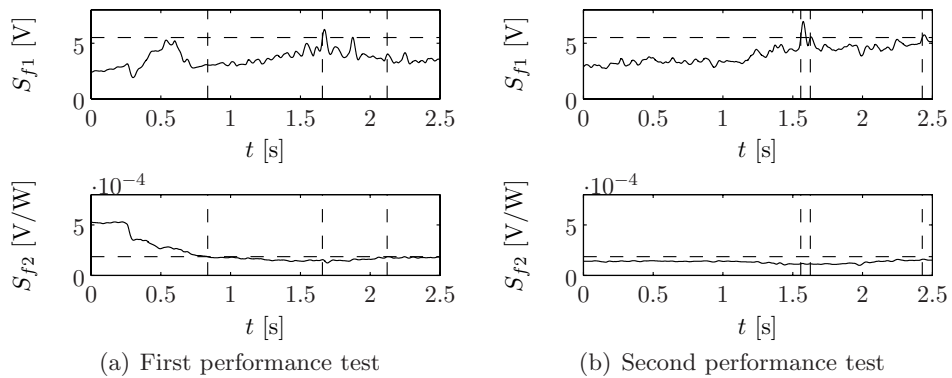 S_{f1} [V]
5
0
0 0.5 1 1.5 2 2.5
t [s]
·10^{−4}
S_{f2} [V/W]
5
0
0 0.5 1 1.5 2 2.5
t [s]
(a) First performance test
S_{f1} [V]
5
0
0 0.5 1 1.5 2 2.5
t [s]
·10^{−4}
S_{f2} [V/W]
5
0
0 0.5 1 1.5 2 2.5
t [s]
(b) Second performance test